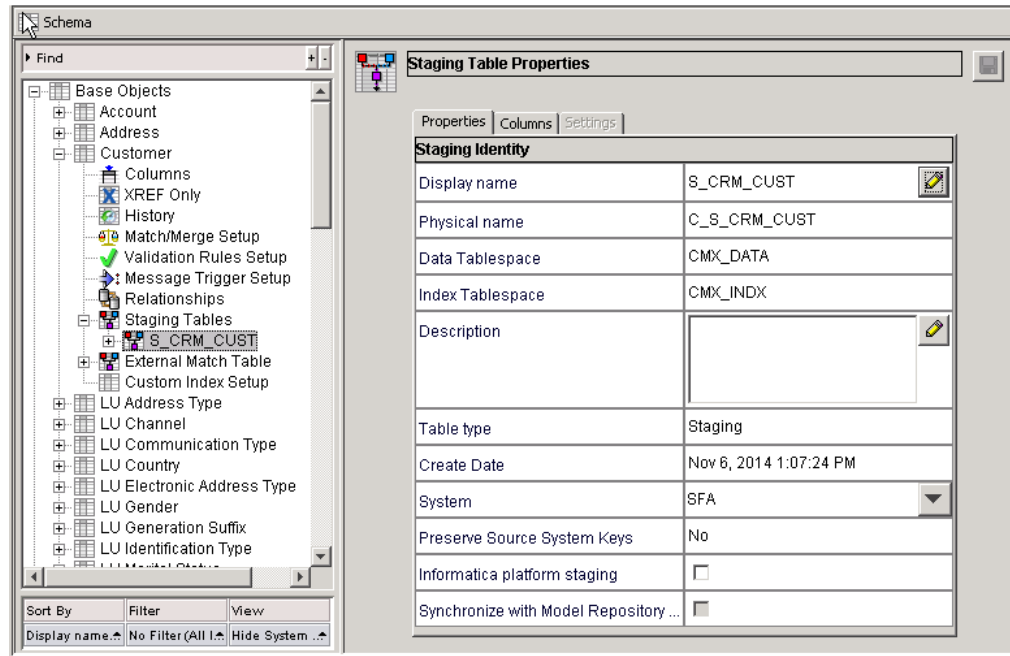 Schema
Find
+ -
Base Objects
Account
Address
Customer
Columns
XREF Only
History
Match/Merge Setup
Validation Rules Setup
Message Trigger Setup
Relationships
Staging Tables
S_CRM_CUST
External Match Table
Custom Index Setup
LU Address Type
LU Channel
LU Communication Type
LU Country
LU Electronic Address Type
LU Gender
LU Generation Suffix
LU Identification Type
LU Marital Status
Sort By Filter View
Display name... No Filter (All I... Hide System ...
Staging Table Properties
Properties Columns Settings
Staging Identity
Display name S_CRM_CUST
Physical name C_S_CRM_CUST
Data Tablespace CMX_DATA
Index Tablespace CMX_INDX
Description
Table type Staging
Create Date Nov 6, 2014 1:07:24 PM
System SFA
Preserve Source System Keys No
Informatica platform staging
Synchronize with Model Repository ...